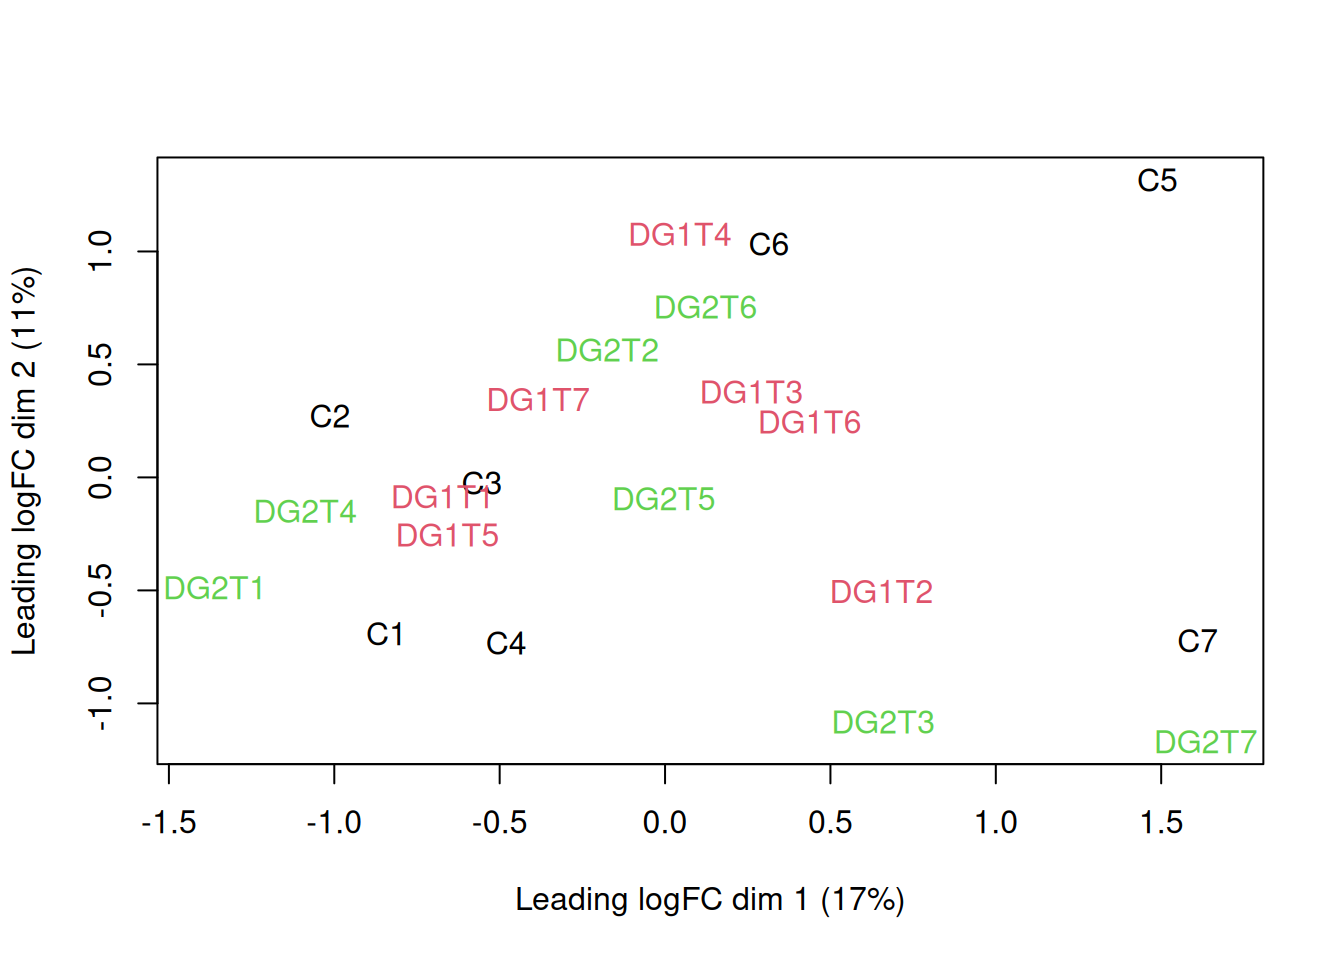 C5
DG1T4
C6
DG2T6
DG2T2
DG1T7
DG1T3
C2
DG1T6
C3
DG1T1
DG2T4
DG2T5
DG1T5
DG2T1
DG1T2
C1
C4
C7
DG2T3
DG2T7
1.0
0.5
0.0
-0.5
-1.0
Leading logFC dim 2 (11%)
-1.5 -1.0 -0.5 0.0 0.5 1.0 1.5
Leading logFC dim 1 (17%)